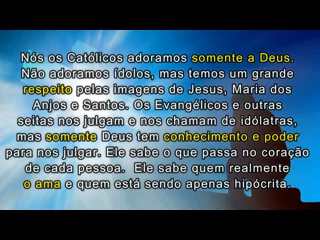 Nós os Católicos adoramos somente a Deus.
Não adoramos ídolos, mas temos um grande
respeito pelas imagens de Jesus, Maria dos
Anjos e Santos. Os Evangélicos e outras
seitas nos julgam e nos chamam de idólatras,
mas somente Deus tem conhecimento e poder
para nos julgar. Ele sabe o que passa no coração
de cada pessoa. Ele sabe quem realmente
o ama e quem está sendo apenas hipócrita.